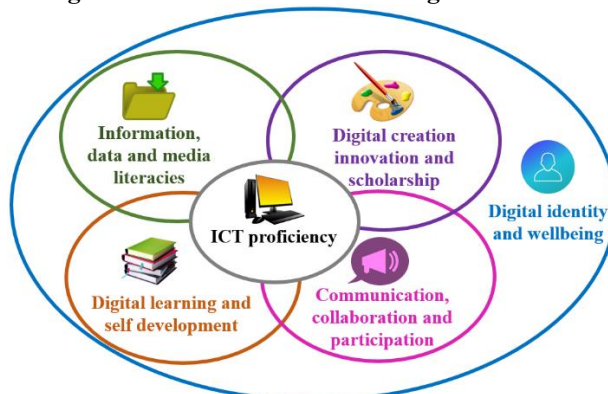 Information,
data and media
literacies
Digital creation
innovation and
scholarship
ICT proficiency
Digital identity
and wellbeing
Digital learning and
self development
Communication,
collaboration and
participation